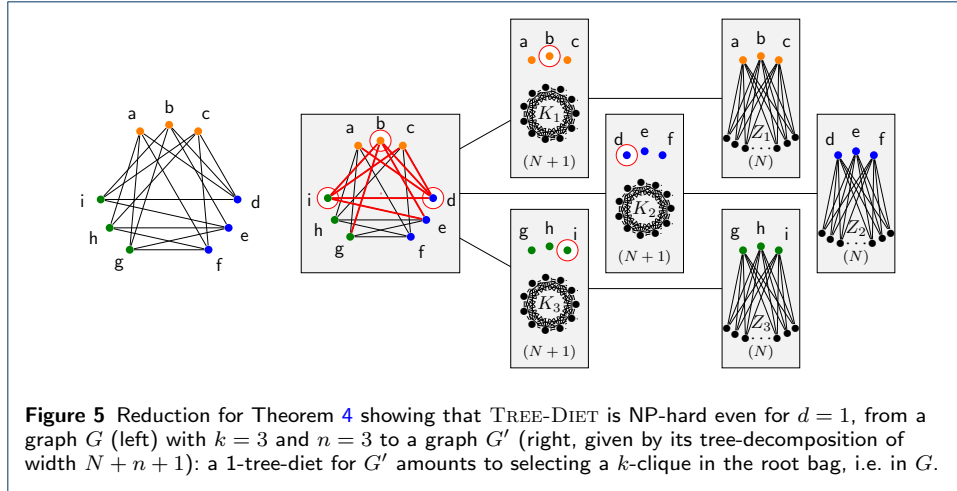 a b c
a b c
b
a c
K₁
(N + 1)
Z₁
· · ·
(N)
i d
h e
g f
b
a c
i d
h e
g f
d e f
K₂
(N + 1)
d e f
Z₂
· · ·
(N)
g h i
K₃
(N + 1)
g h i
Z₃
· · ·
(N)
Figure 5 Reduction for Theorem 4 showing that TREE-DIET is NP-hard even for d = 1, from a
graph G (left) with k = 3 and n = 3 to a graph G′ (right, given by its tree-decomposition of
width N + n + 1): a 1-tree-diet for G′ amounts to selecting a k-clique in the root bag, i.e. in G.